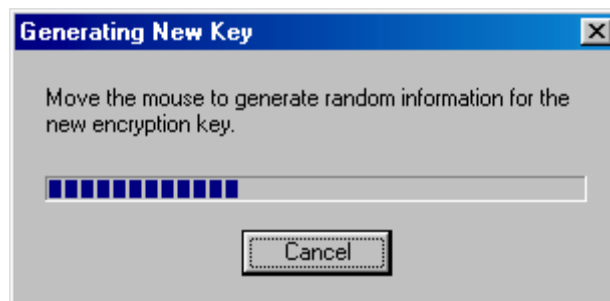 Generating New Key
Move the mouse to generate random information for the
new encryption key.
Cancel